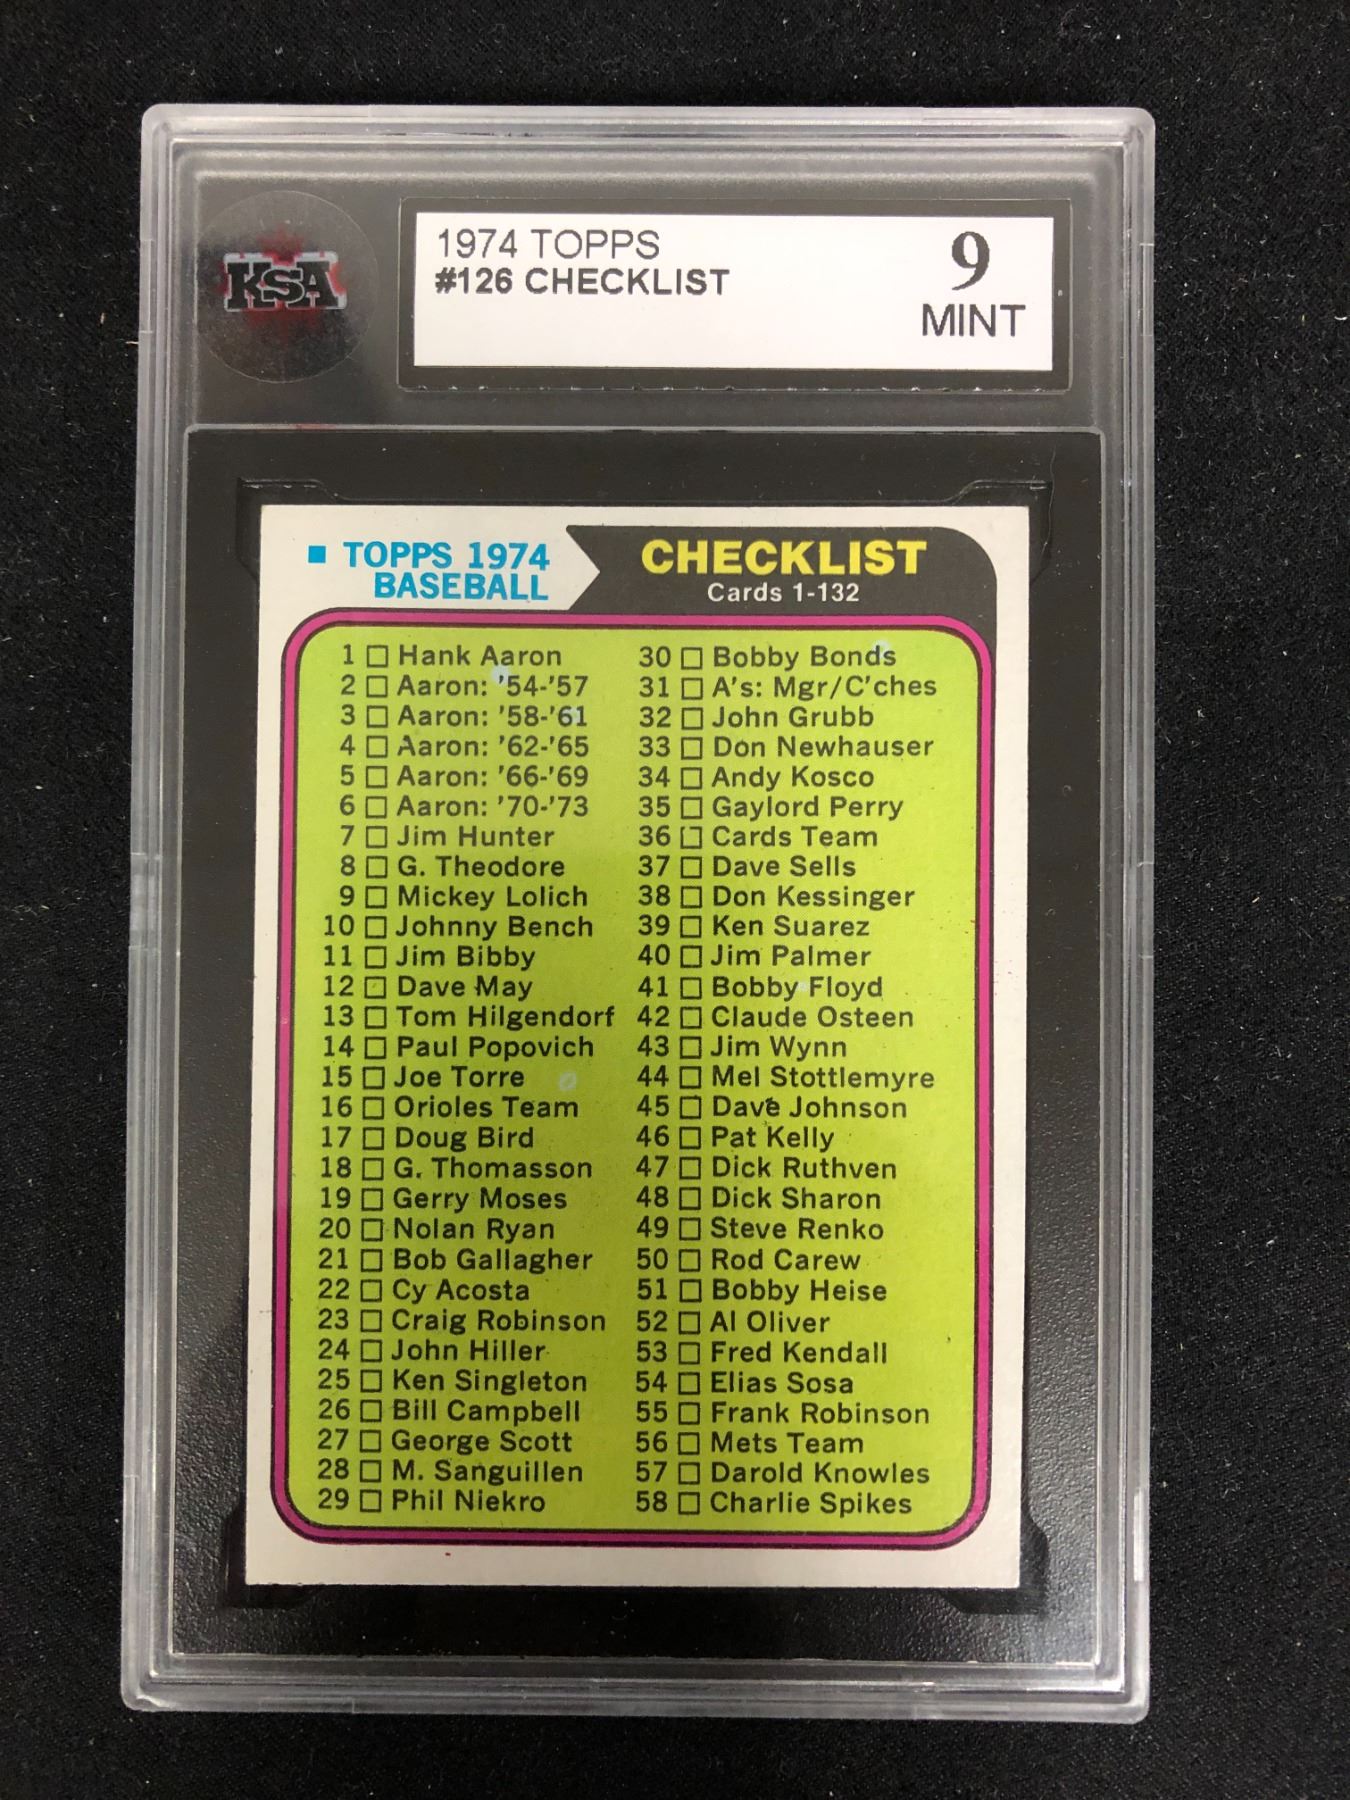 KSA
1974 TOPPS
#126 CHECKLIST
9
MINT
TOPPS 1974
BASEBALL
CHECKLIST
Cards 1-132
1 Hank Aaron
2 Aaron: '54-'57
3 Aaron: '58-'61
4 Aaron: '62-'65
5 Aaron: '66-'69
6 Aaron: '70-'73
7 Jim Hunter
8 G. Theodore
9 Mickey Lolich
10 Johnny Bench
11 Jim Bibby
12 Dave May
13 Tom Hilgendorf
14 Paul Popovich
15 Joe Torre
16 Orioles Team
17 Doug Bird
18 G. Thomasson
19 Gerry Moses
20 Nolan Ryan
21 Bob Gallagher
22 Cy Acosta
23 Craig Robinson
24 John Hiller
25 Ken Singleton
26 Bill Campbell
27 George Scott
28 M. Sanguillen
29 Phil Niekro
30 Bobby Bonds
31 A's: Mgr/C'ches
32 John Grubb
33 Don Newhauser
34 Andy Kosco
35 Gaylord Perry
36 Cards Team
37 Dave Sells
38 Don Kessinger
39 Ken Suarez
40 Jim Palmer
41 Bobby Floyd
42 Claude Osteen
43 Jim Wynn
44 Mel Stottlemyre
45 Dave Johnson
46 Pat Kelly
47 Dick Ruthven
48 Dick Sharon
49 Steve Renko
50 Rod Carew
51 Bobby Heise
52 Al Oliver
53 Fred Kendall
54 Elias Sosa
55 Frank Robinson
56 Mets Team
57 Darold Knowles
58 Charlie Spikes